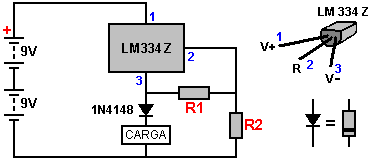 1
LM 334 Z
+
9V
LM334 Z
2
V+ 1
R 2
3
V-
3
9V
1N4148
R1
CARGA
R2
=